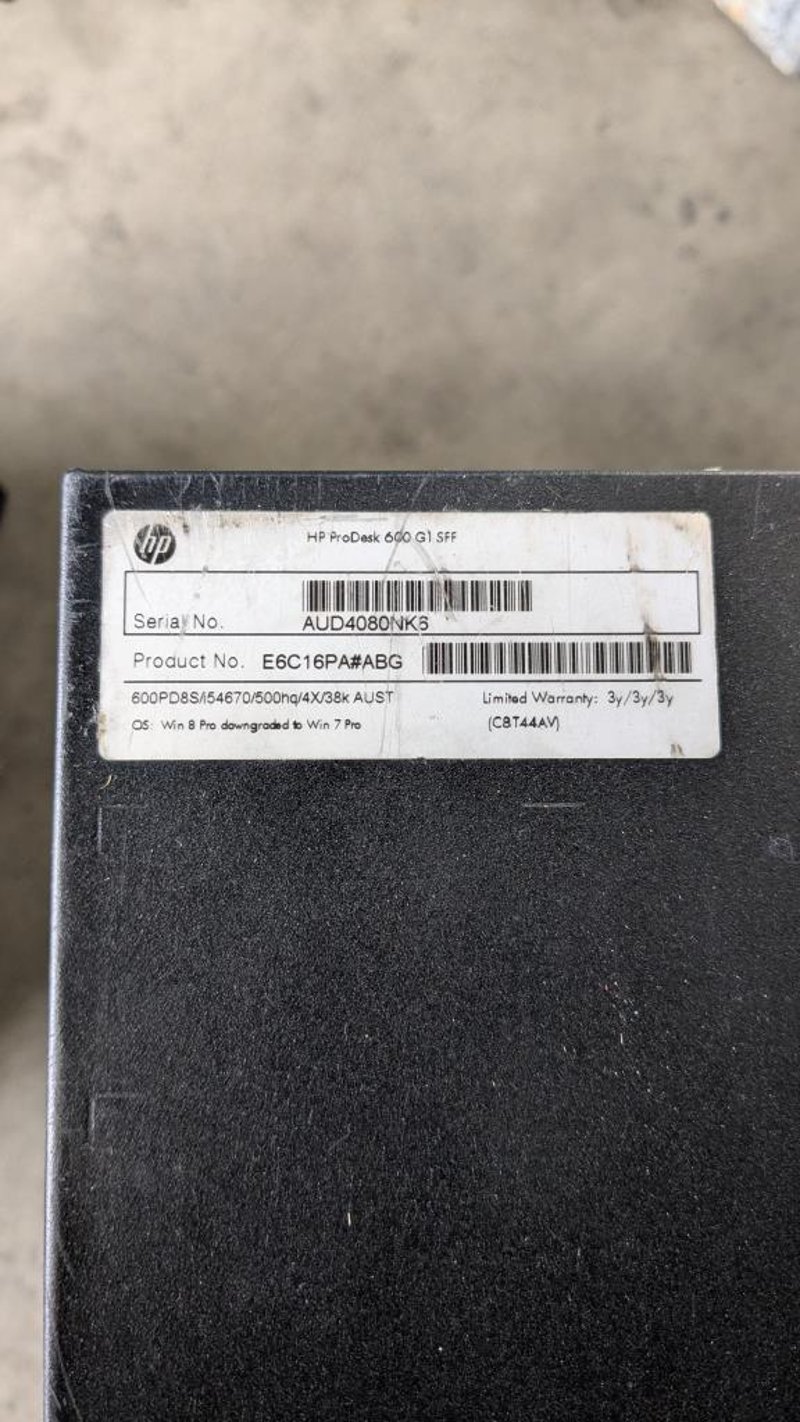 hp
HP ProDesk 600 G1 SFF
Serial No. AUD4080NK6
Product No. E6C16PA#ABG
600PD8S/i54670/500hq/4X/38k AUST
Limited Warranty: 3y/3y/3y
OS: Win 8 Pro downgraded to Win 7 Pro
(C8T44AV)